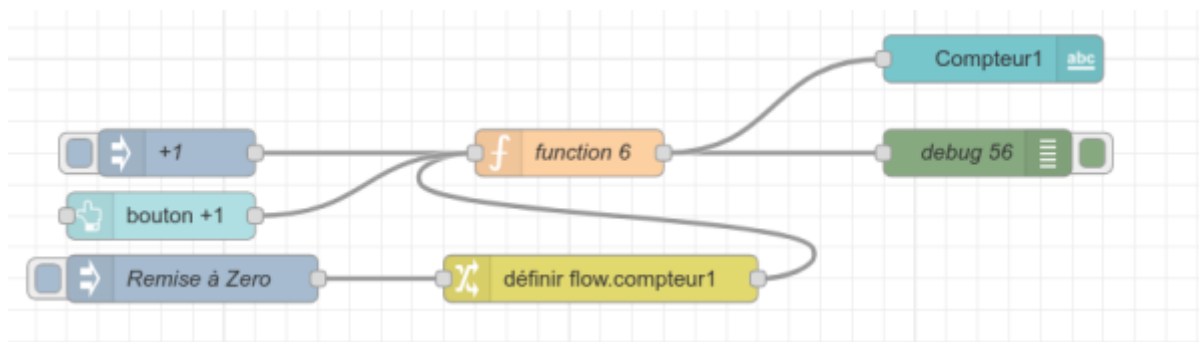 Compteur1 abc
+1
function 6
debug 56
bouton +1
Remise à Zero
définir flow.compteur1